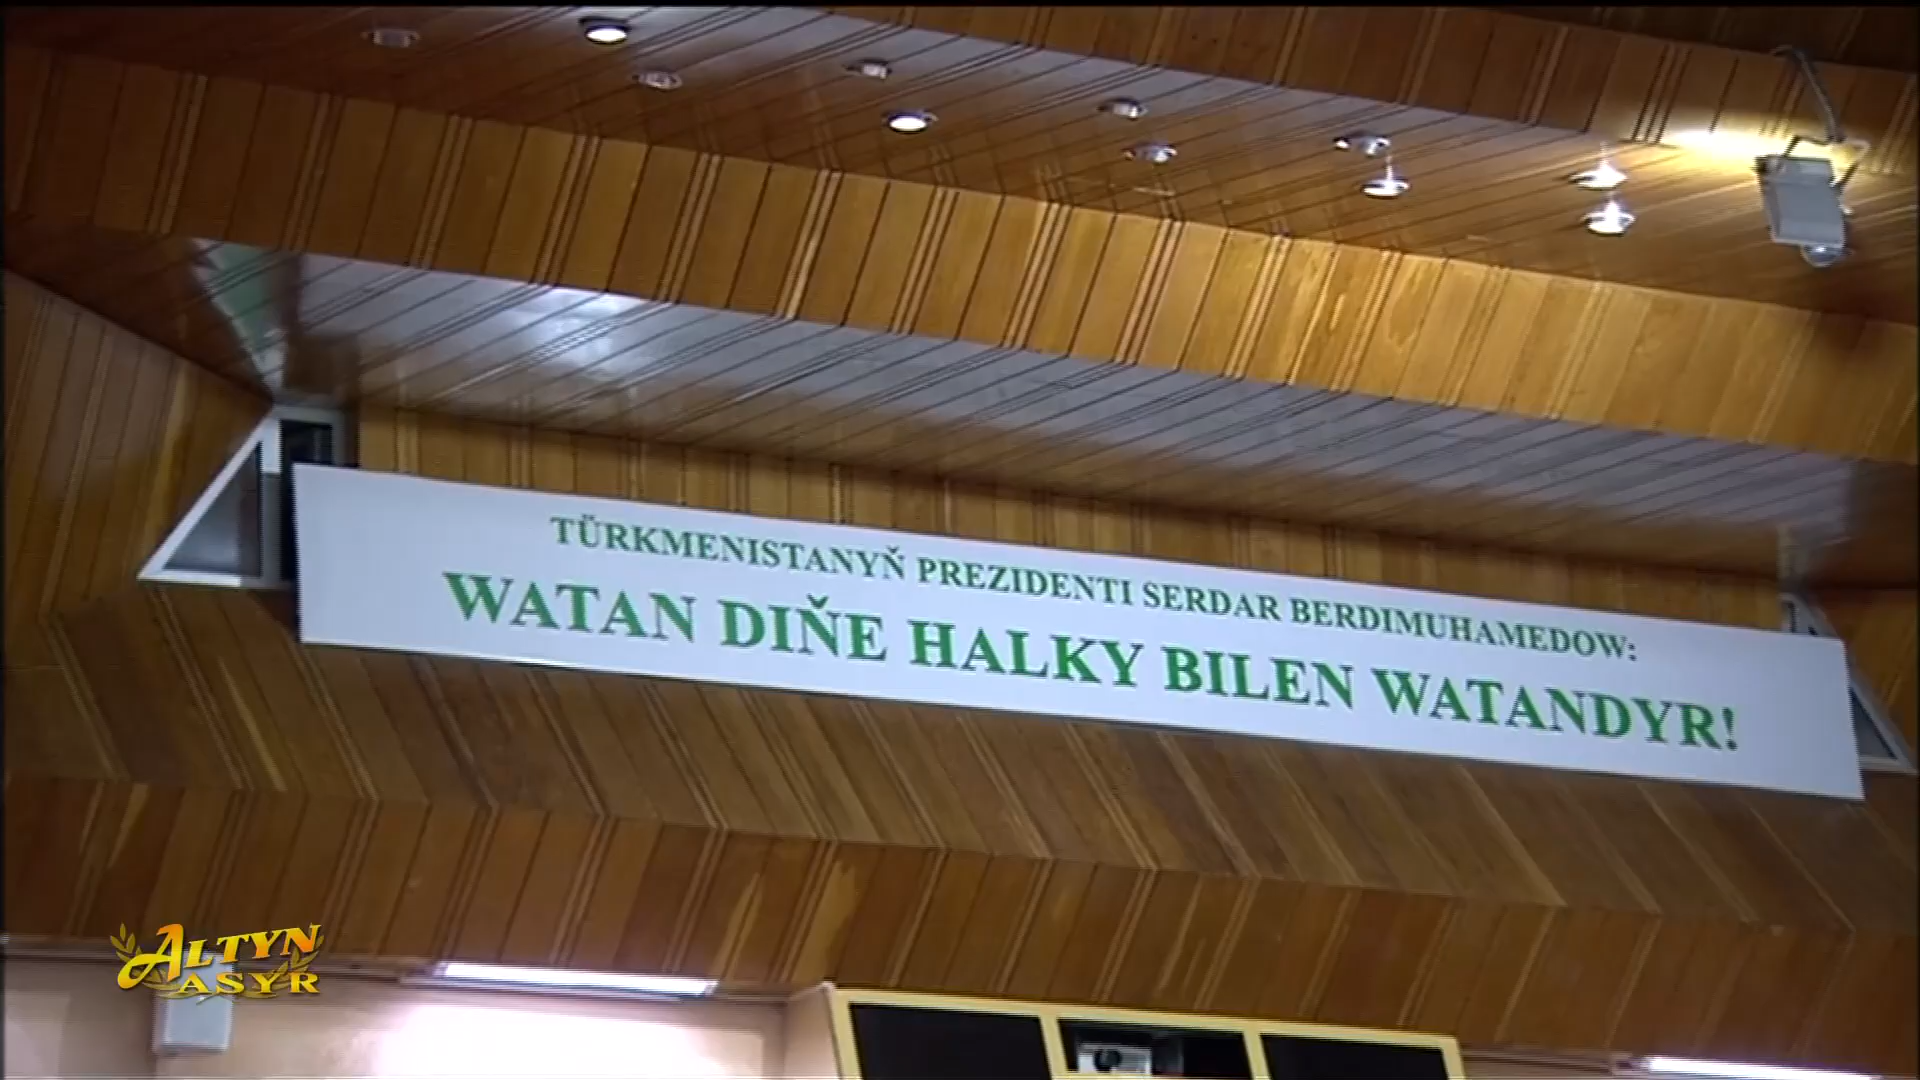 TÜRKMENISTANYŇ PREZIDENTI SERDAR BERDIMUHAMEDOW:
WATAN DIŇE HALKY BILEN WATANDYR!
ALTYN
ASYR